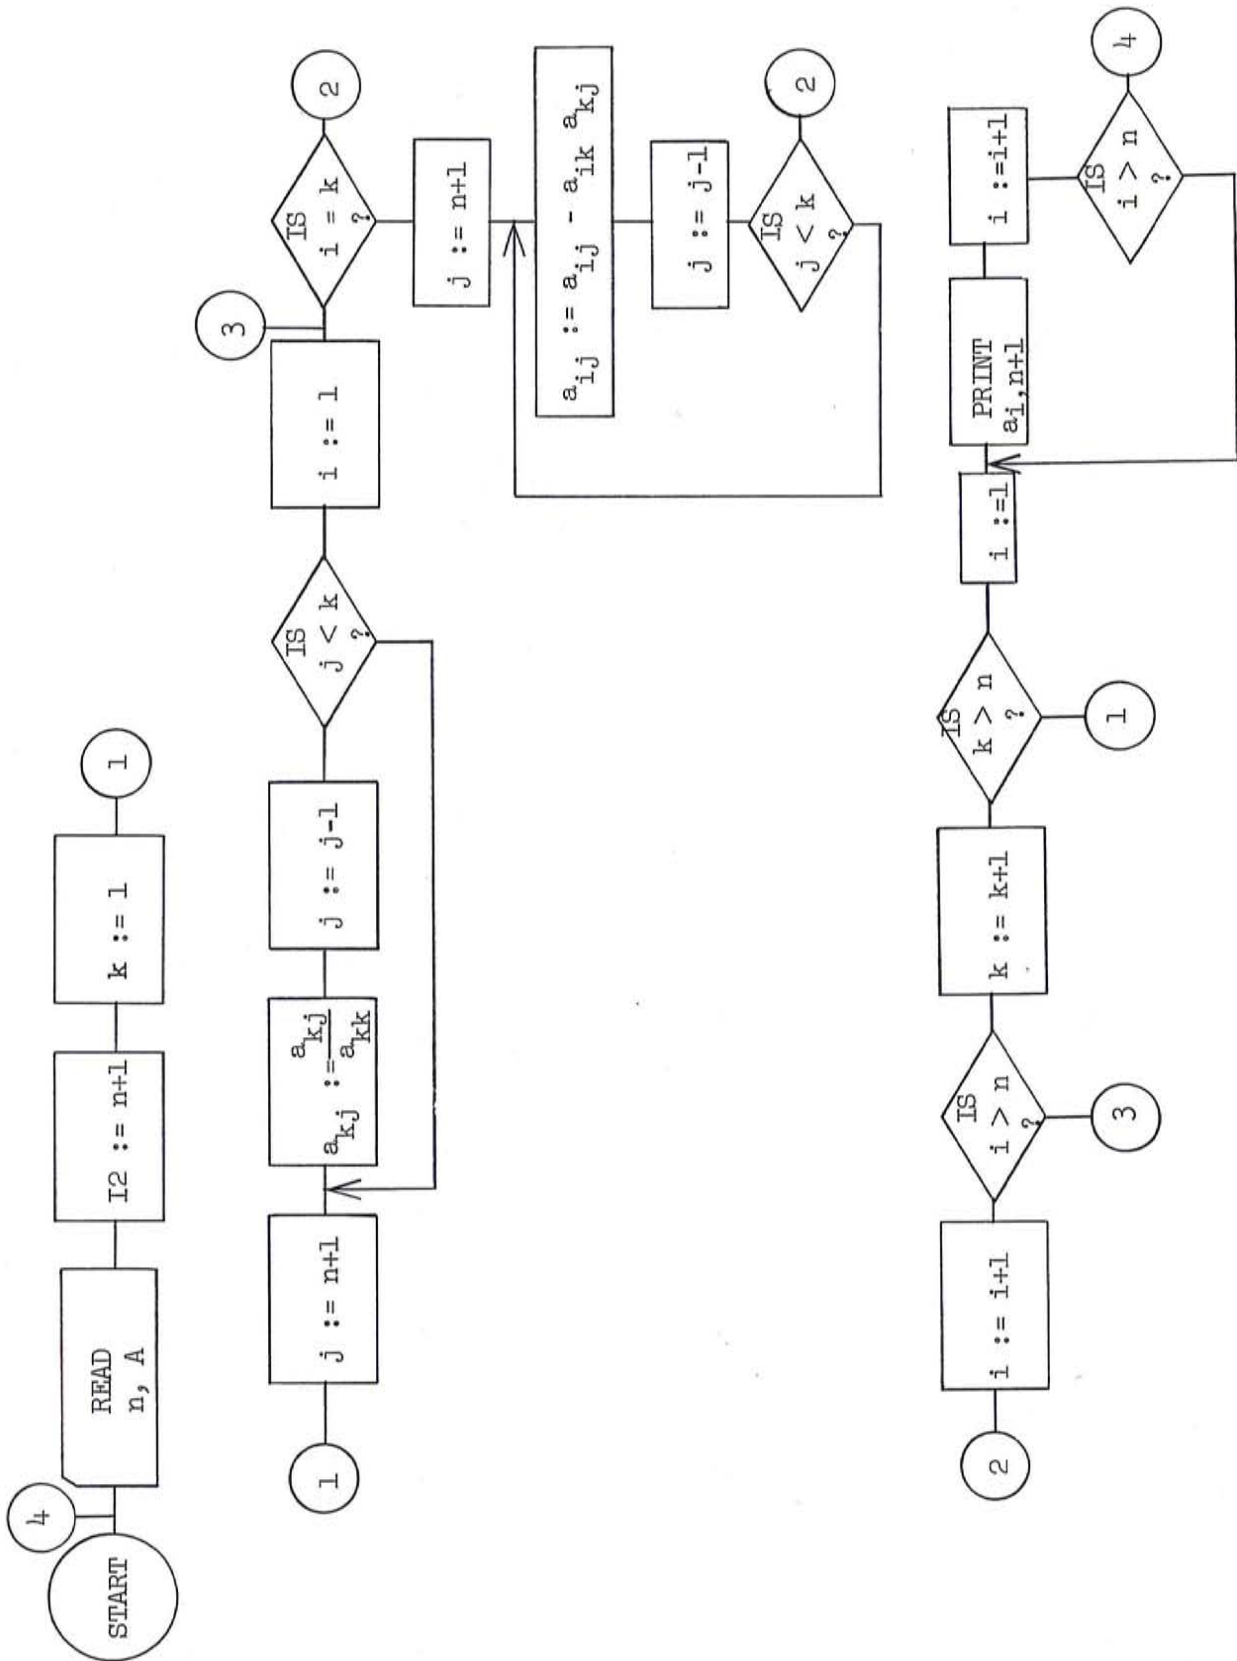 4
START
READ
n, A
I2 := n+1
k := 1
1
1
j := n+1
a_kj := a_kj / a_kk
j := j-1
IS
j < k
?
i := 1
3
IS
i = k
?
2
j := n+1
a_ij := a_ij - a_ik a_kj
j := j-1
IS
j < k
?
2
2
i := i+1
IS
i > n
?
3
k := k+1
IS
k > n
?
1
i :=1
PRINT
a_i,n+1
i :=i+1
IS
i > n
?
4